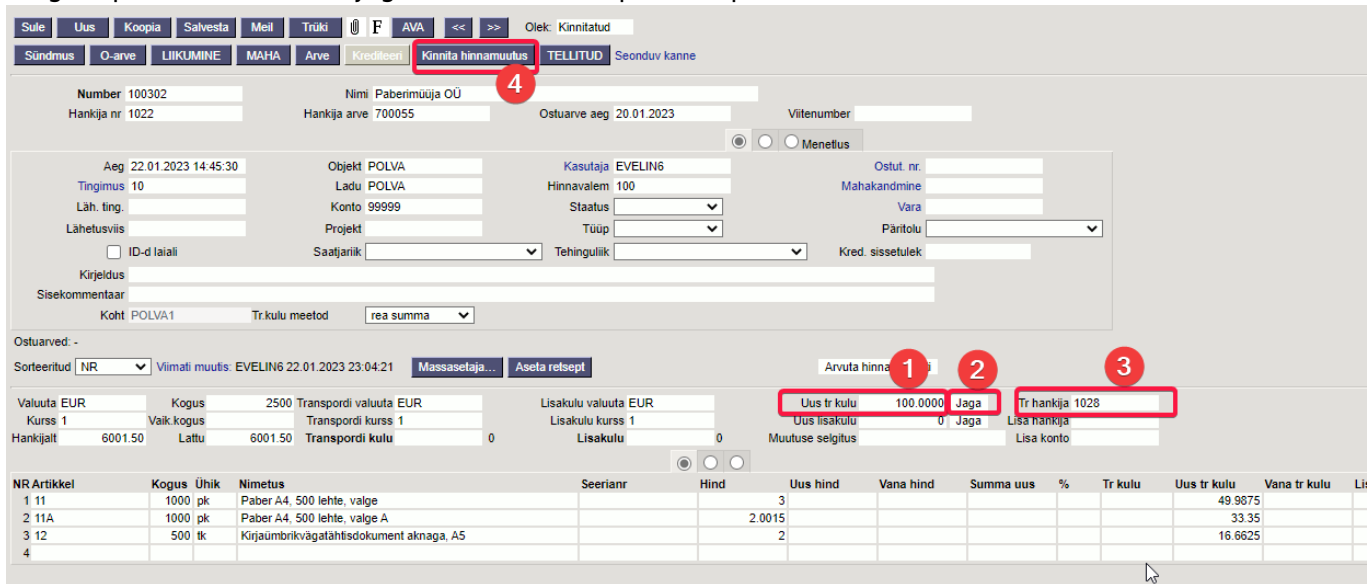 Sule Uus Koopia Salvesta Meil Trüki F AVA << >> Olek: Kinnitatud
Sündmus O-arve LIIKUMINE MAHA Arve Krediteeri Kinnita hinnamuutus TELLITUD Seonduv kanne
4
Number 100302 Nimi Paberimüüja OÜ
Hankija nr 1022 Hankija arve 700055 Ostuarve aeg 20.01.2023 Viitenumber
Menetlus
Aeg 22.01.2023 14:45:30 Objekt POLVA Kasutaja EVELIN6 Ostut. nr.
Tingimus 10 Ladu POLVA Hinnavalem 100 Mahakandmine
Läh. ting. Konto 99999 Staatus Vara
Lähetusviis Projekt Tüüp Päritolu
ID-d laiali Saatjariik Tehinguliik Kred. sissetulek
Kirjeldus
Sisekommentaar
Koht POLVA1 Tr.kulu meetod rea summa
Ostuarved: -
Sorteeritud NR Viimati muutis: EVELIN6 22.01.2023 23:04:21 Massasetaja... Aseta retsept Arvuta 1 2 3
Valuuta EUR Kogus 2500 Transpordi valuuta EUR Lisakulu valuuta EUR Uus tr kulu 100.0000 Jaga Tr hankija 1028
Kurss 1 Vaik.kogus Transpordi kurss 1 Lisakulu kurss 1 Uus lisakulu 0 Jaga Lisa hankija
Hankijalt 6001.50 Lattu 6001.50 Transpordi kulu 0 Lisakulu 0 Muutuse selgitus Lisa konto
NR Artikkel Kogus Ühik Nimetus Seerianr Hind Uus hind Vana hind Summa uus % Tr kulu Uus tr kulu Vana tr kulu
1 11 1000 pk Paber A4, 500 lehte, valge 3 49.9875
2 11A 1000 pk Paber A4, 500 lehte, valge A 2.0015 33.35
3 12 500 tk Kirjaümbrikvägatähtisdokument aknaga, A5 2 16.6625
4